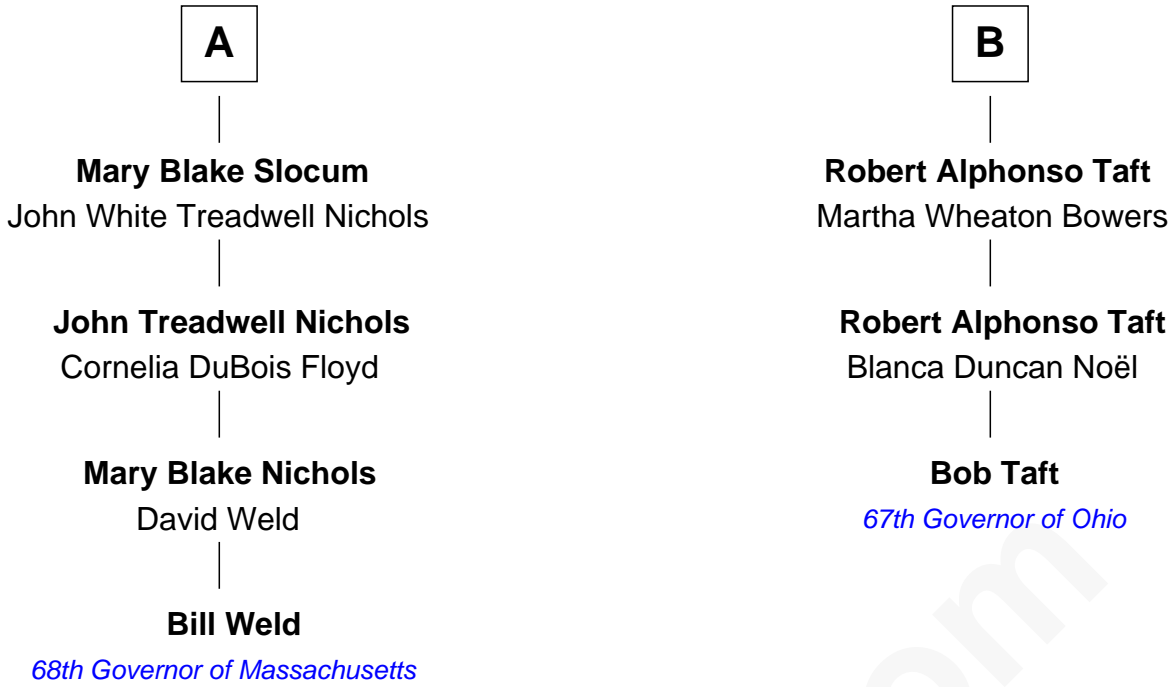 A
Mary Blake Slocum
John White Treadwell Nichols
John Treadwell Nichols
Cornelia DuBois Floyd
Mary Blake Nichols
David Weld
Bill Weld
68th Governor of Massachusetts
B
Robert Alphonso Taft
Martha Wheaton Bowers
Robert Alphonso Taft
Blanca Duncan Noël
Bob Taft
67th Governor of Ohio
om